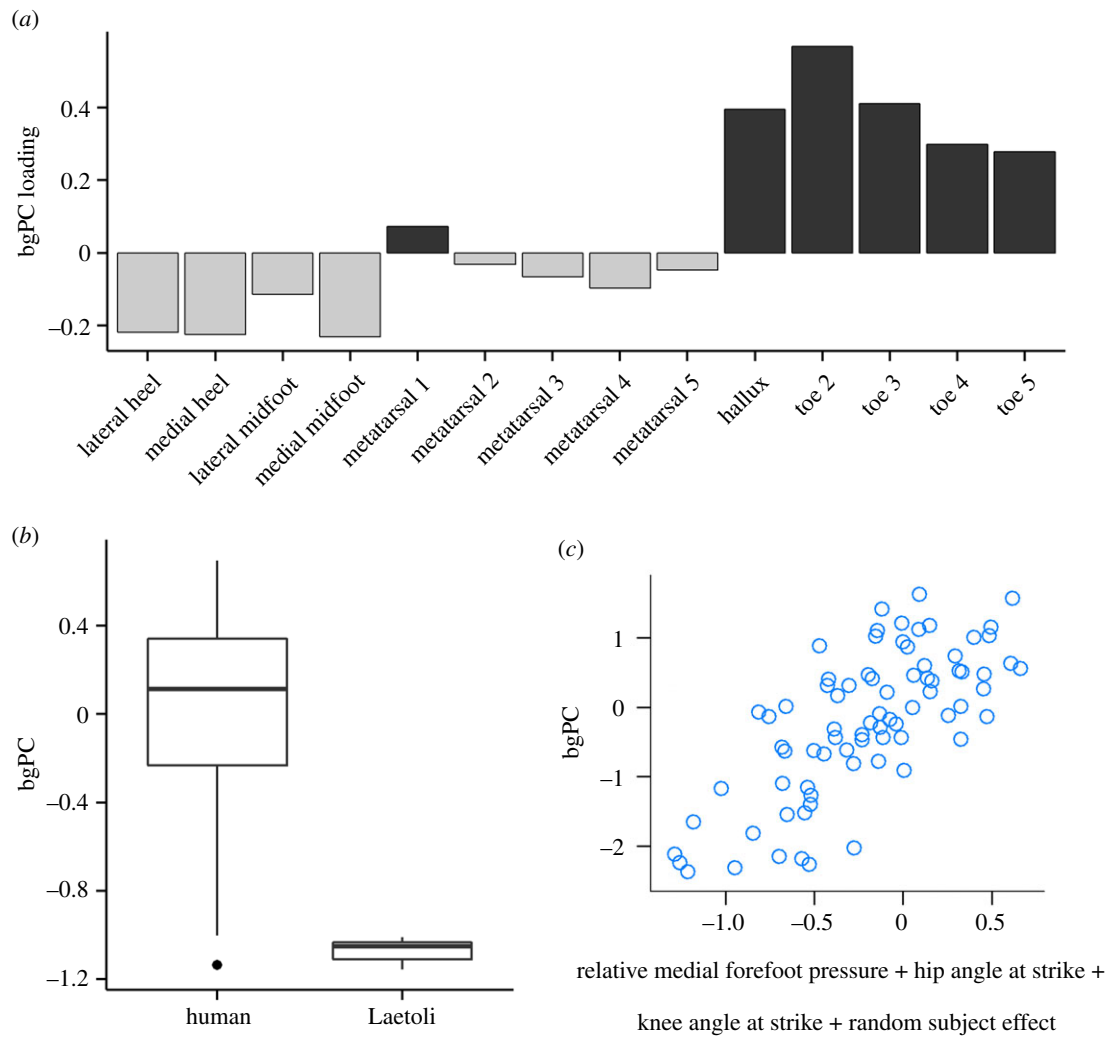 (a)
bgPC loading
0.4
0.2
0
–0.2
lateral heel
medial heel
lateral midfoot
medial midfoot
metatarsal 1
metatarsal 2
metatarsal 3
metatarsal 4
metatarsal 5
hallux
toe 2
toe 3
toe 4
toe 5
(b)
bgPC
0.4
0
–0.4
–0.8
–1.2
human
Laetoli
(c)
bgPC
1
0
–1
–2
–1.0
–0.5
0
0.5
relative medial forefoot pressure + hip angle at strike +
knee angle at strike + random subject effect